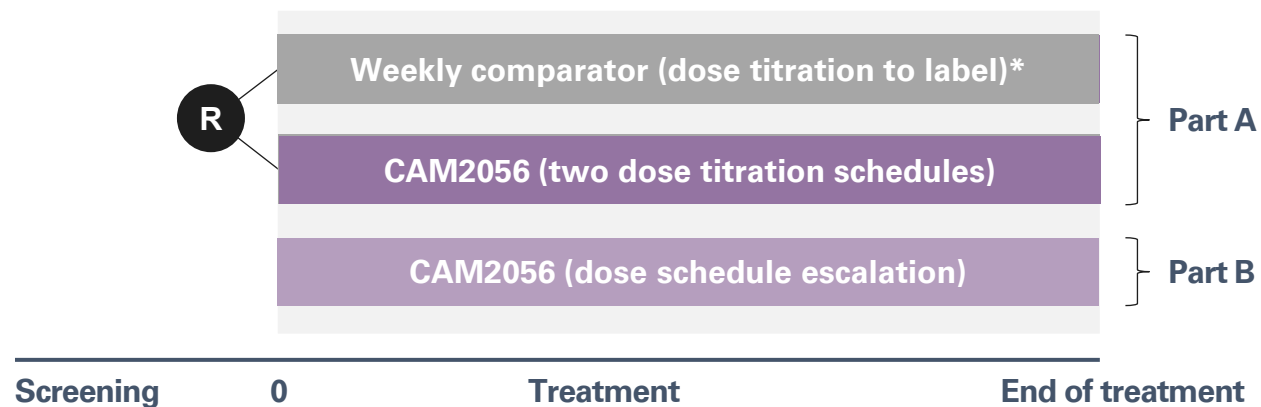 Weekly comparator (dose titration to label)*
R
Part A
CAM2056 (two dose titration schedules)
CAM2056 (dose schedule escalation)
Part B
Screening 0 Treatment End of treatment